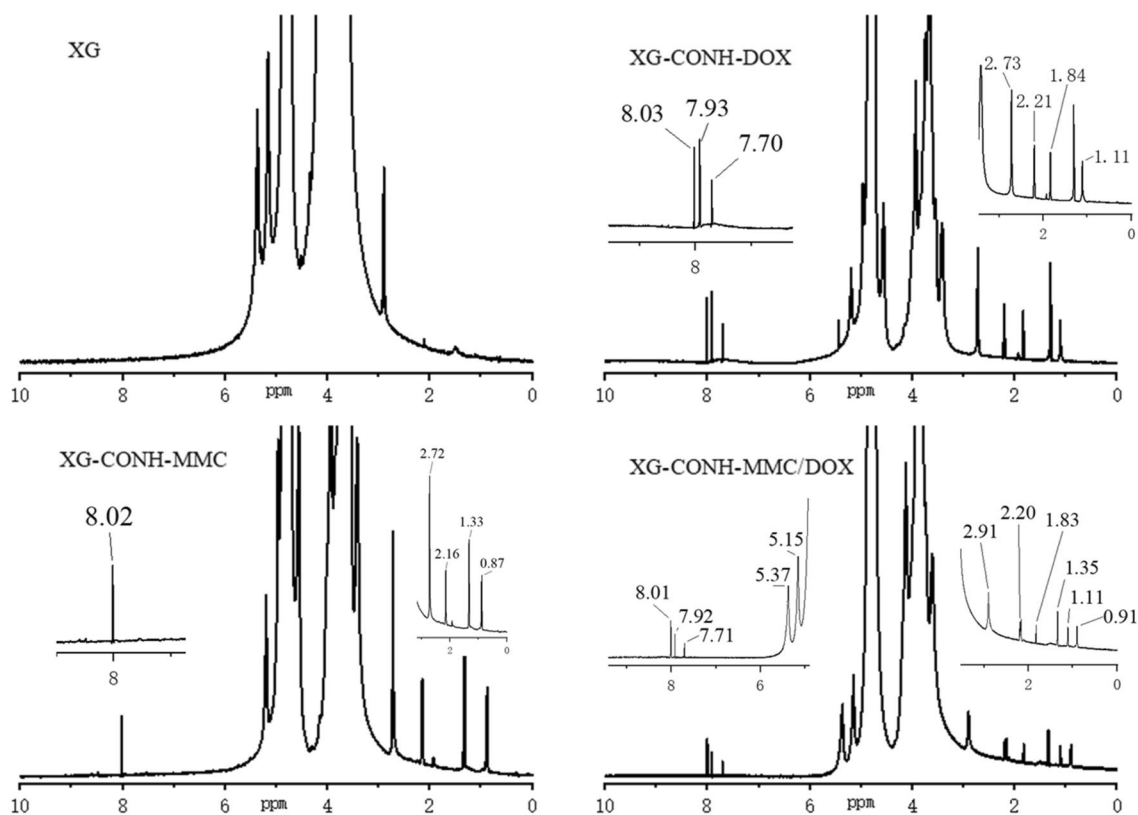 XG
10 8 6 4 2 0
ppm
XG-CONH-DOX
8.03
7.93
7.70
8
2.73
2.21
1.84
1.11
2 0
10 8 6 4 2 0
ppm
XG-CONH-MMC
8.02
8
2.72
2.16
1.33
0.87
2 0
10 8 6 4 2 0
ppm
XG-CONH-MMC/DOX
8.01
7.92
7.71
5.37
5.15
8 6
2.91
2.20
1.83
1.35
1.11
0.91
2 0
10 8 6 4 2 0
ppm